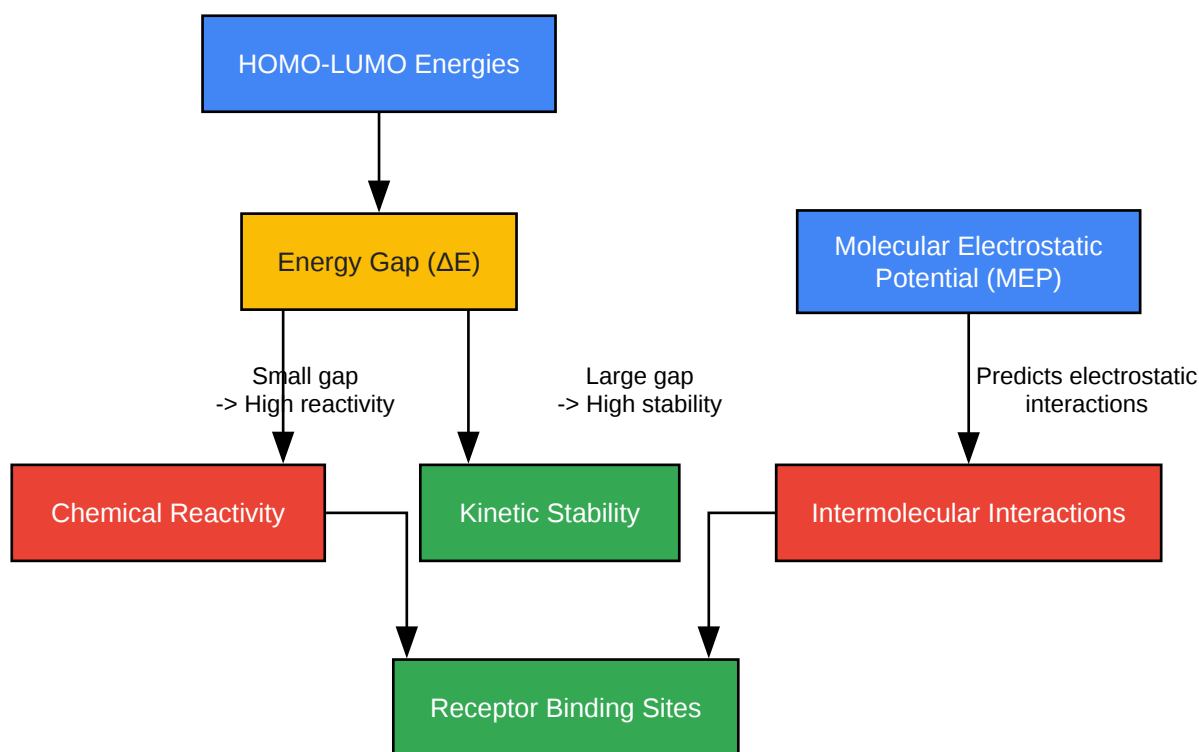 HOMO-LUMO Energies
Energy Gap (ΔE)
Molecular Electrostatic
Potential (MEP)
Small gap
-> High reactivity
Large gap
-> High stability
Predicts electrostatic
interactions
Chemical Reactivity
Kinetic Stability
Intermolecular Interactions
Receptor Binding Sites